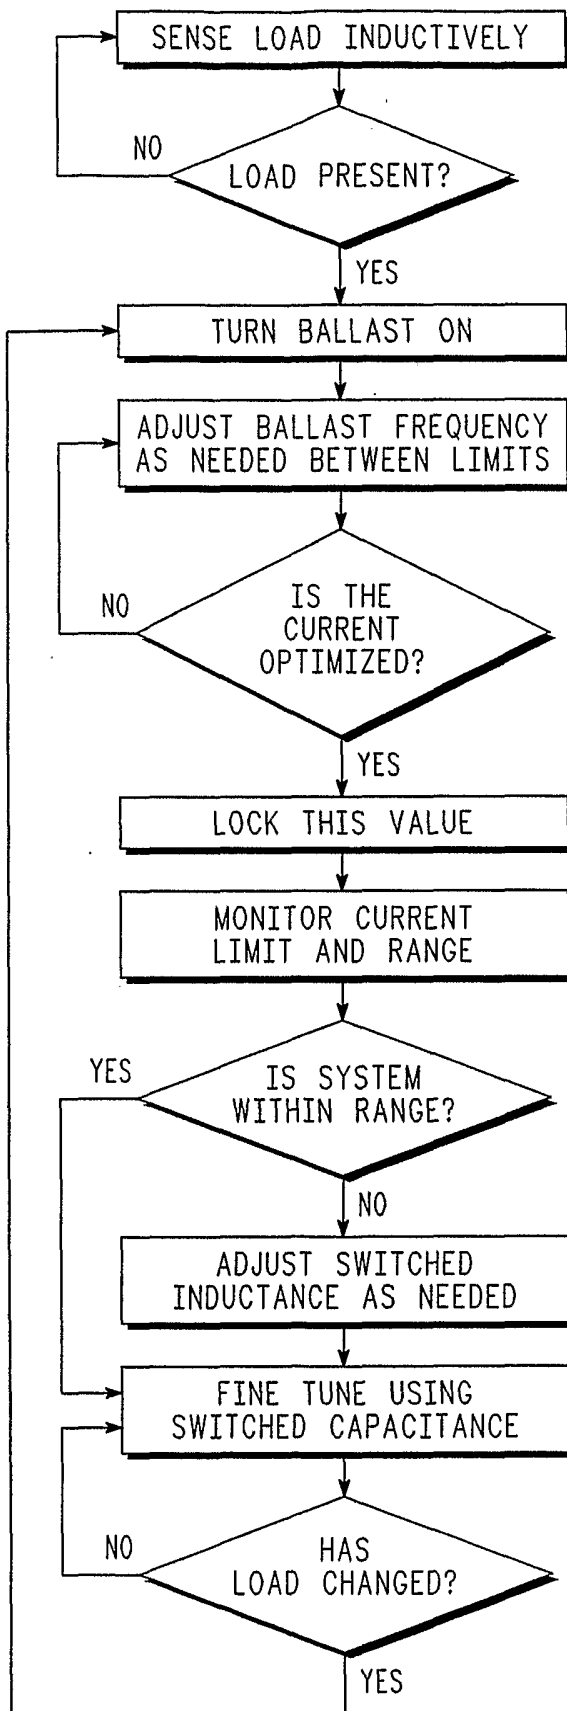 SENSE LOAD INDUCTIVELY
NO
LOAD PRESENT?
YES
TURN BALLAST ON
ADJUST BALLAST FREQUENCY
AS NEEDED BETWEEN LIMITS
NO
IS THE
CURRENT
OPTIMIZED?
YES
LOCK THIS VALUE
MONITOR CURRENT
LIMIT AND RANGE
YES
IS SYSTEM
WITHIN RANGE?
NO
ADJUST SWITCHED
INDUCTANCE AS NEEDED
FINE TUNE USING
SWITCHED CAPACITANCE
NO
HAS
LOAD CHANGED?
YES